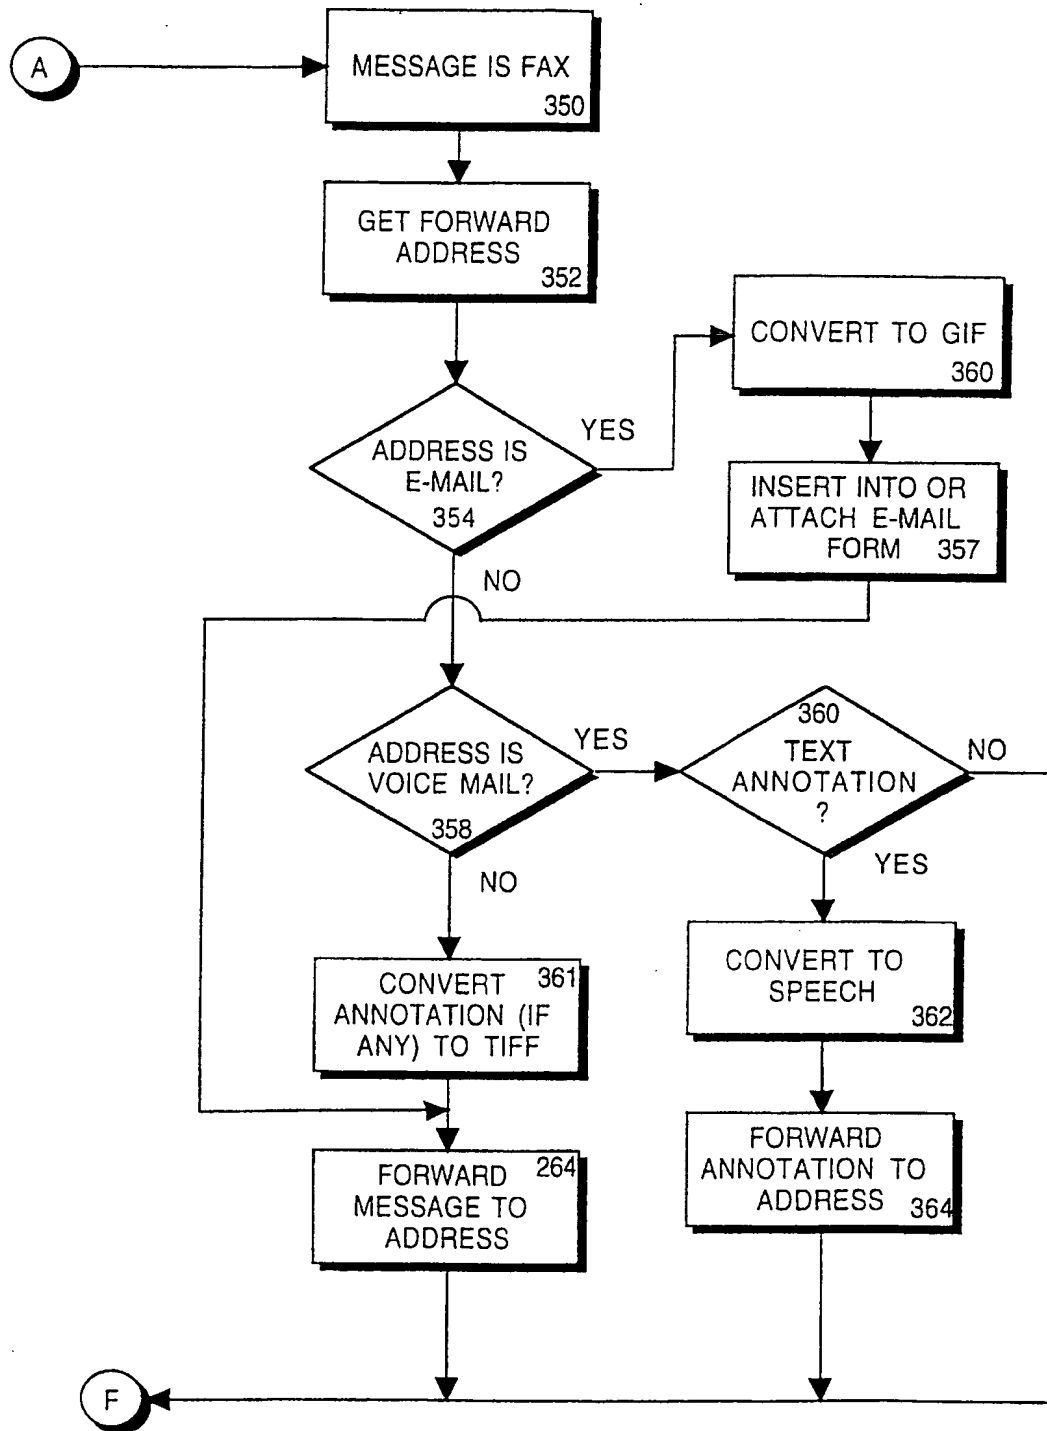 A
MESSAGE IS FAX
350
GET FORWARD
ADDRESS
352
ADDRESS IS
E-MAIL?
354
YES
CONVERT TO GIF
360
INSERT INTO OR
ATTACH E-MAIL
FORM 357
NO
ADDRESS IS
VOICE MAIL?
358
YES
360
TEXT
ANNOTATION
?
NO
YES
NO
CONVERT 361
ANNOTATION (IF
ANY) TO TIFF
CONVERT TO
SPEECH
362
FORWARD 264
MESSAGE TO
ADDRESS
FORWARD
ANNOTATION TO
ADDRESS 364
F